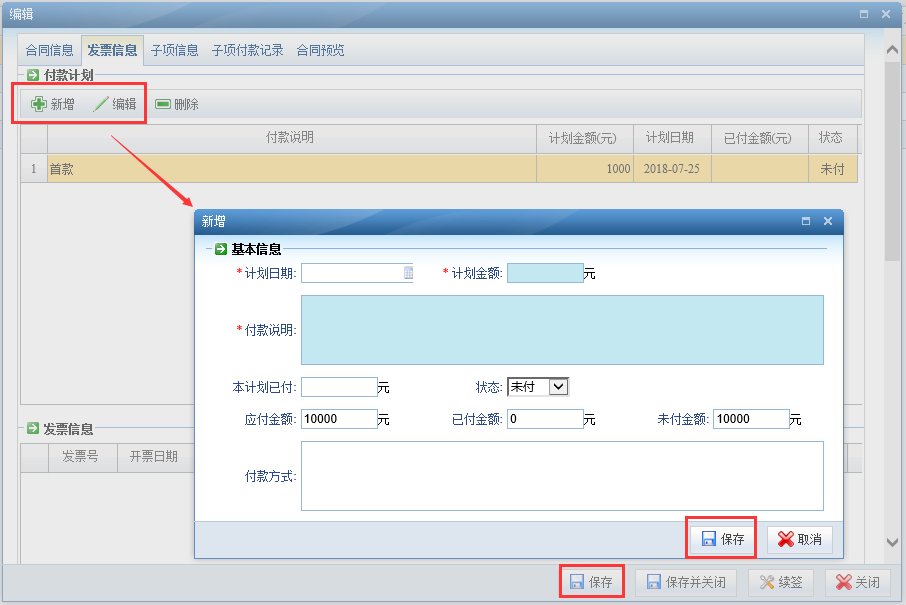 编辑
合同信息 发票信息 子项信息 子项付款记录 合同预览
付款计划
新增 编辑 删除
付款说明 计划金额(元) 计划日期 已付金额(元) 状态
1 首款 1000 2018-07-25 未付
新增
基本信息
*计划日期: *计划金额: 元
*付款说明:
本计划已付: 元 状态: 未付
应付金额: 10000 元 已付金额: 0 元 未付金额: 10000 元
付款方式:
保存 取消
发票信息
发票号 开票日期
保存 保存并关闭 续签 关闭